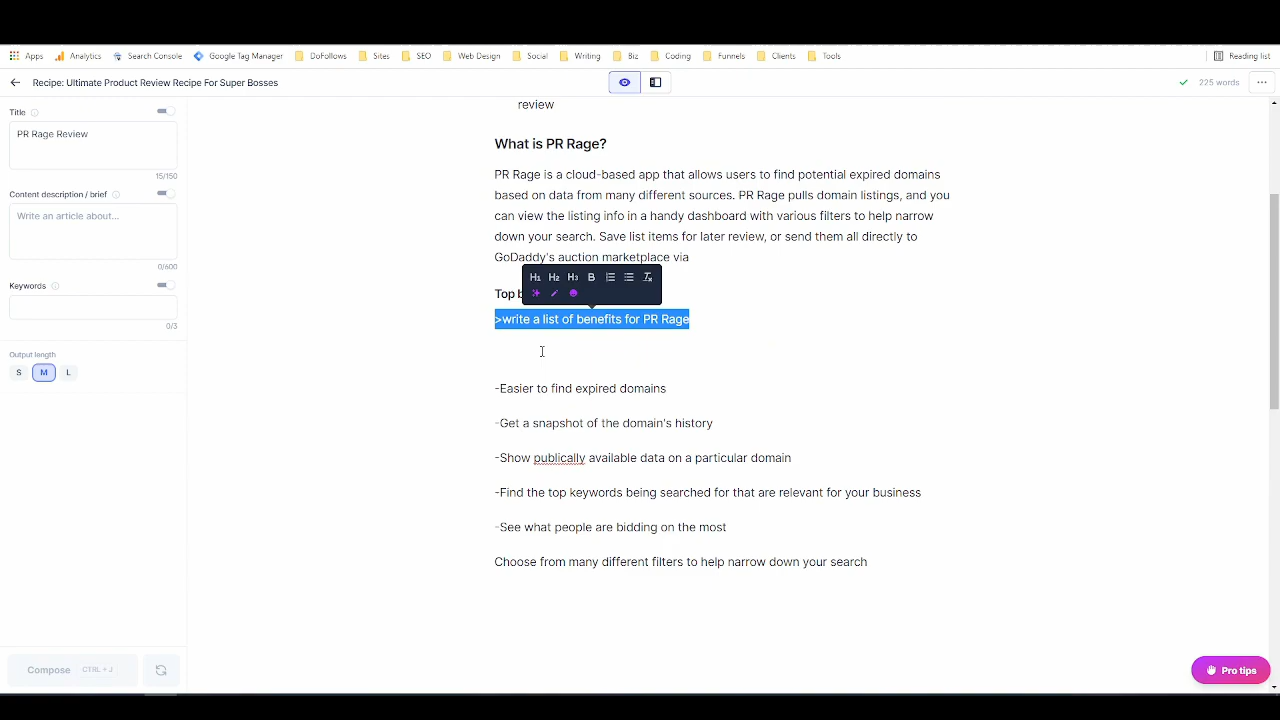 Apps Analytics Search Console Google Tag Manager DoFollows Sites SEO Web Design Social Writing Biz Coding Funnels Clients Tools Reading list
Recipe: Ultimate Product Review Recipe For Super Bosses
225 words
Title
PR Rage Review
15/150
Content description / brief
Write an article about...
0/600
Keywords
0/3
Output length
S M L
Compose CTRL + J
review
What is PR Rage?
PR Rage is a cloud-based app that allows users to find potential expired domains
based on data from many different sources. PR Rage pulls domain listings, and you
can view the listing info in a handy dashboard with various filters to help narrow
down your search. Save list items for later review, or send them all directly to
GoDaddy's auction marketplace via
H1 H2 H3 B
Top b
>write a list of benefits for PR Rage
-Easier to find expired domains
-Get a snapshot of the domain's history
-Show publically available data on a particular domain
-Find the top keywords being searched for that are relevant for your business
-See what people are bidding on the most
Choose from many different filters to help narrow down your search
Pro tips